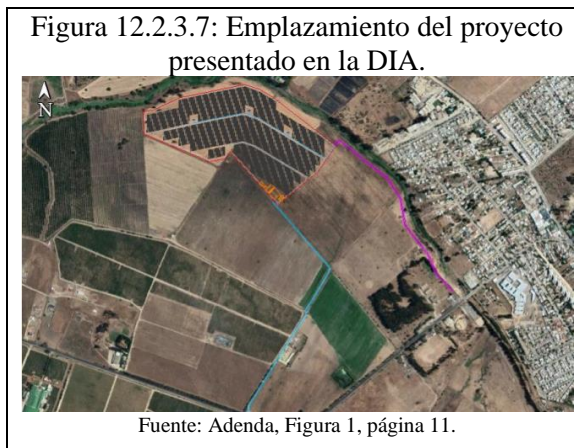 Figura 12.2.3.7: Emplazamiento del proyecto
presentado en la DIA.
N
Fuente: Adenda, Figura 1, página 11.